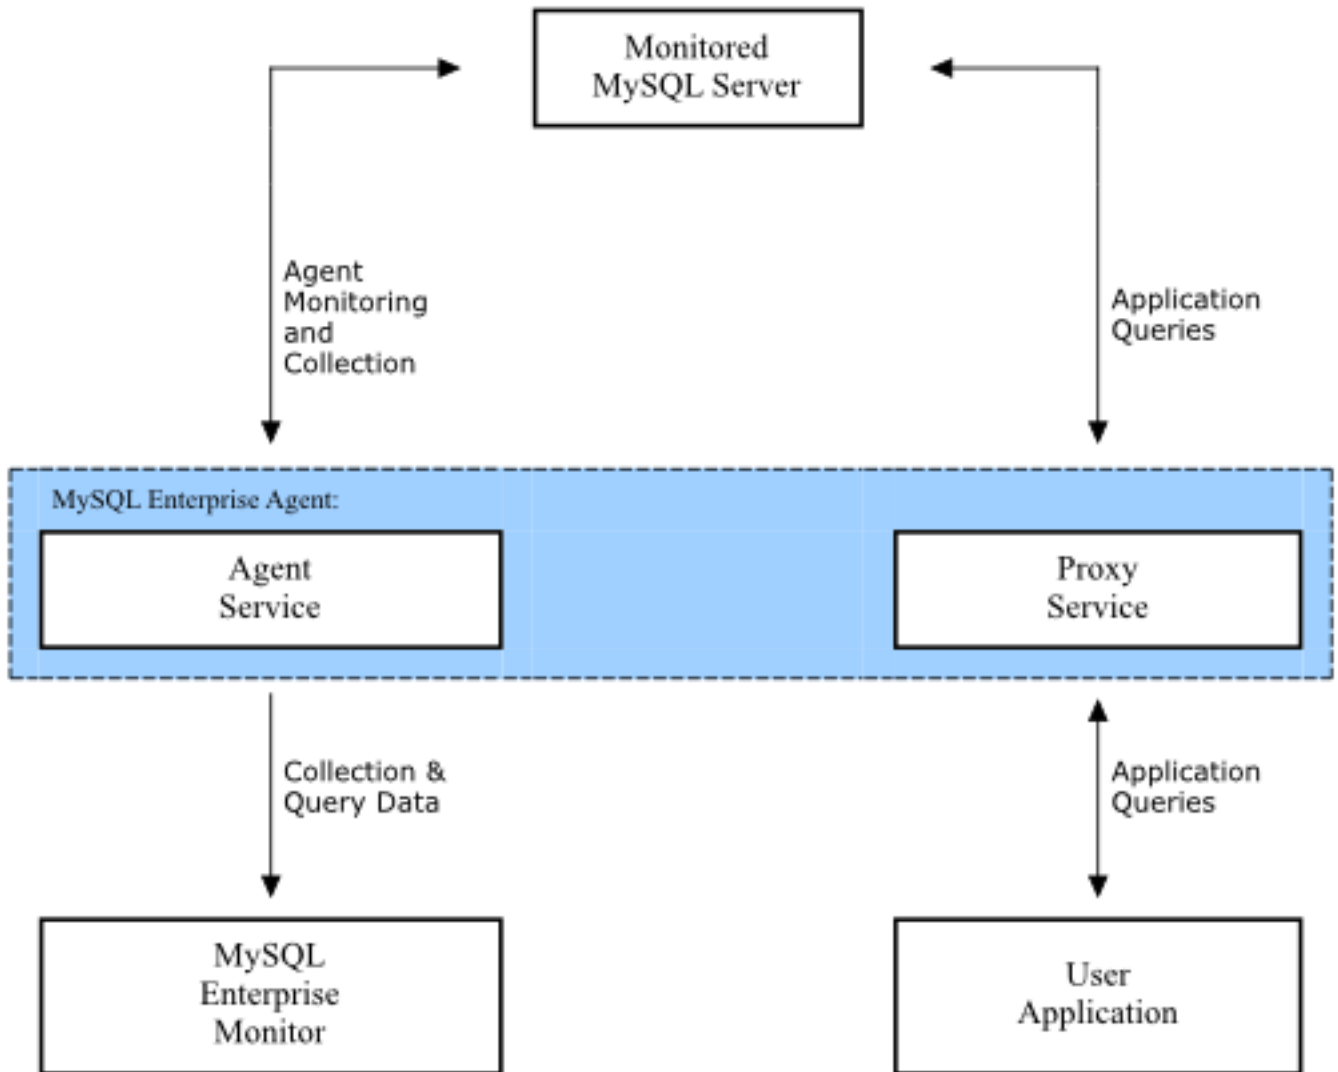 Monitored
MySQL Server
Agent
Monitoring
and
Collection
Application
Queries
MySQL Enterprise Agent:
Agent
Service
Proxy
Service
Collection &
Query Data
Application
Queries
MySQL
Enterprise
Monitor
User
Application